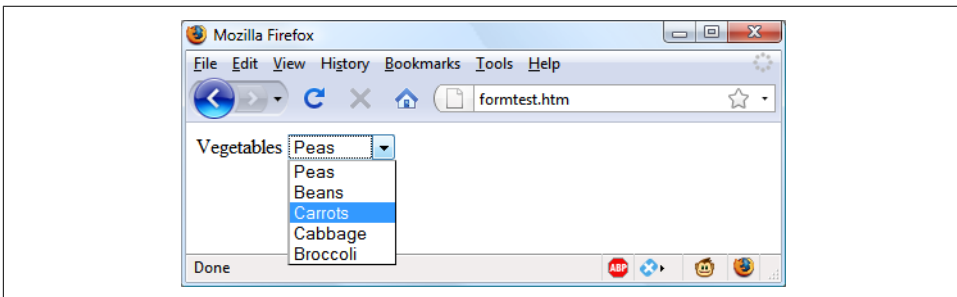 Mozilla Firefox
File Edit View History Bookmarks Tools Help
formtest.htm
Vegetables Peas
Peas
Beans
Carrots
Cabbage
Broccoli
Done
ABP